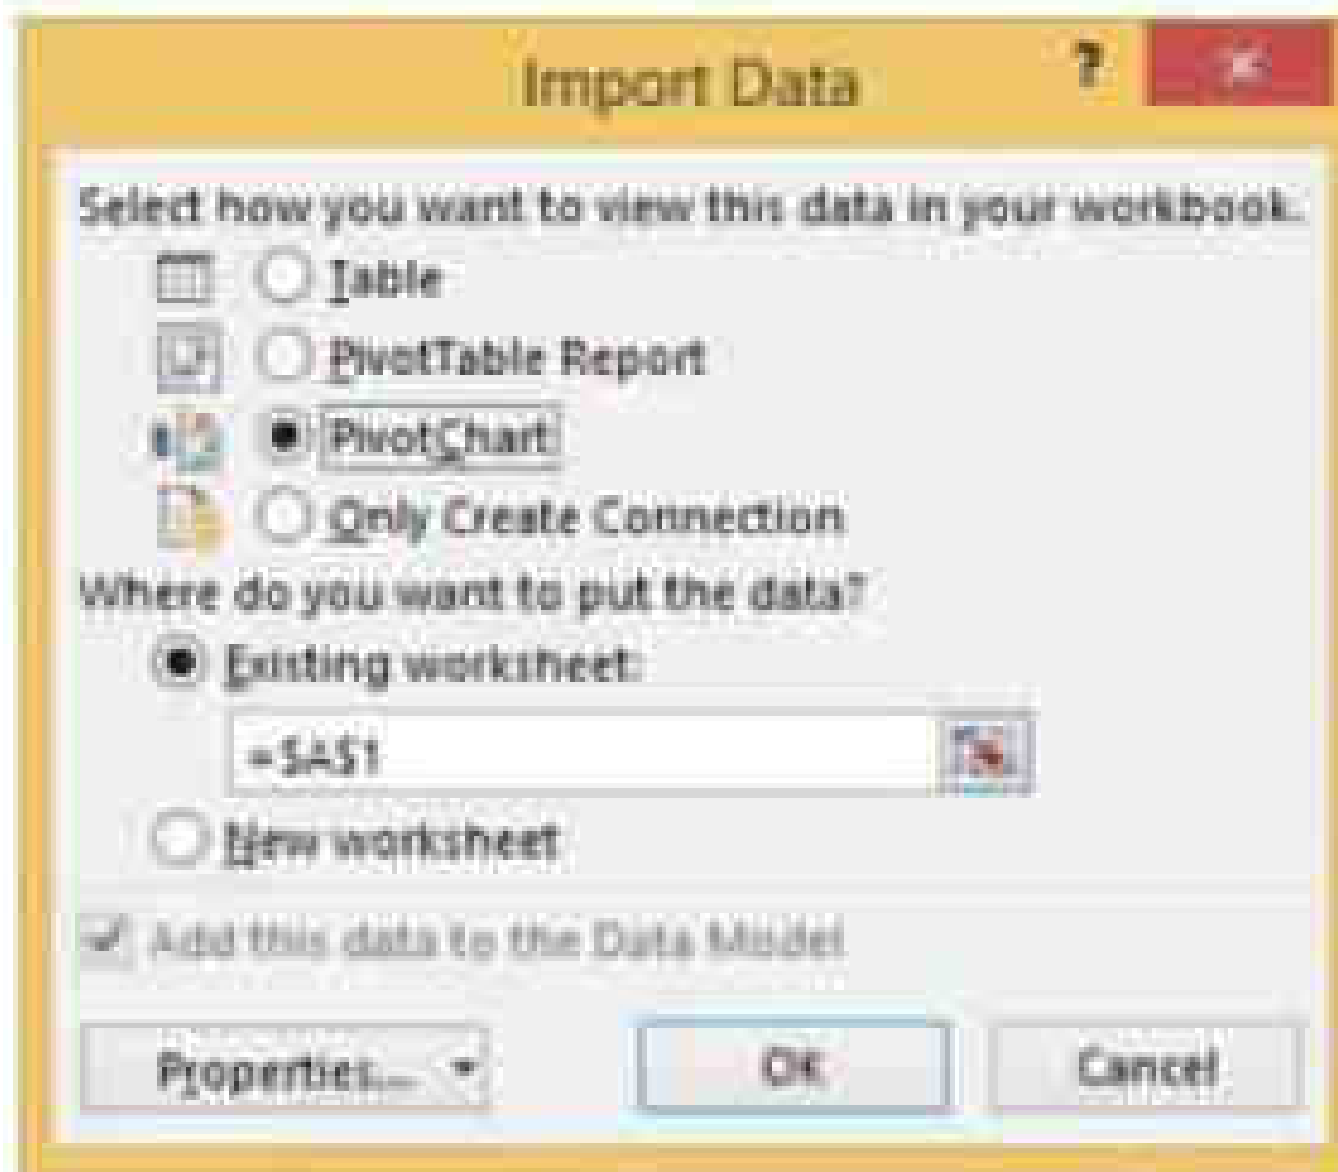 Import Data ?
Select how you want to view this data in your workbook.
Table
PivotTable Report
PivotChart
Only Create Connection
Where do you want to put the data?
Existing worksheet:
=$A$1
New worksheet
Add this data to the Data Model
Properties... OK Cancel